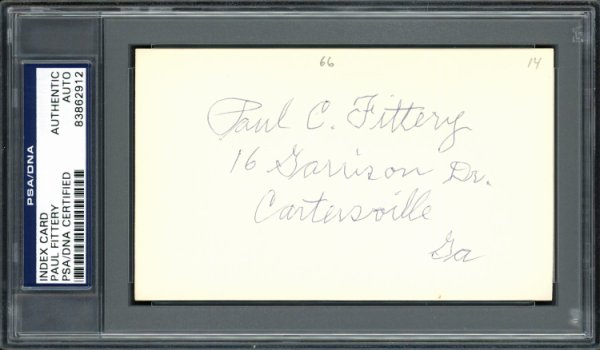 66 14
Paul C. Fittery
16 Garrison Dr.
Cartersville
Ga
PSA/DNA
INDEX CARD
PAUL FITTERY
PSA/DNA CERTIFIED
AUTHENTIC
AUTO
83862912